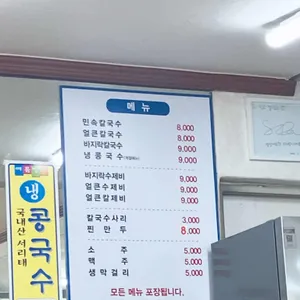 메뉴
민속칼국수 8,000
얼큰칼국수 8,000
바지락칼국수 9,000
냉콩국수 9,000
바지락수제비 9,000
얼큰수제비 9,000
얼큰칼제비 9,000
칼국수사리 3,000
찐만두 8,000
소주 5,000
맥주 5,000
생막걸리 5,000
모든 메뉴 포장됩니다.
냉
콩국수
국내산 서리태